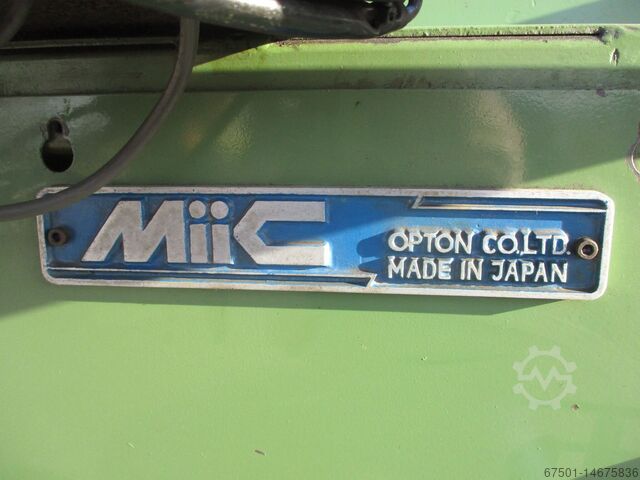 MiiC
OPTON CO.,LTD.
MADE IN JAPAN
67501-14675836